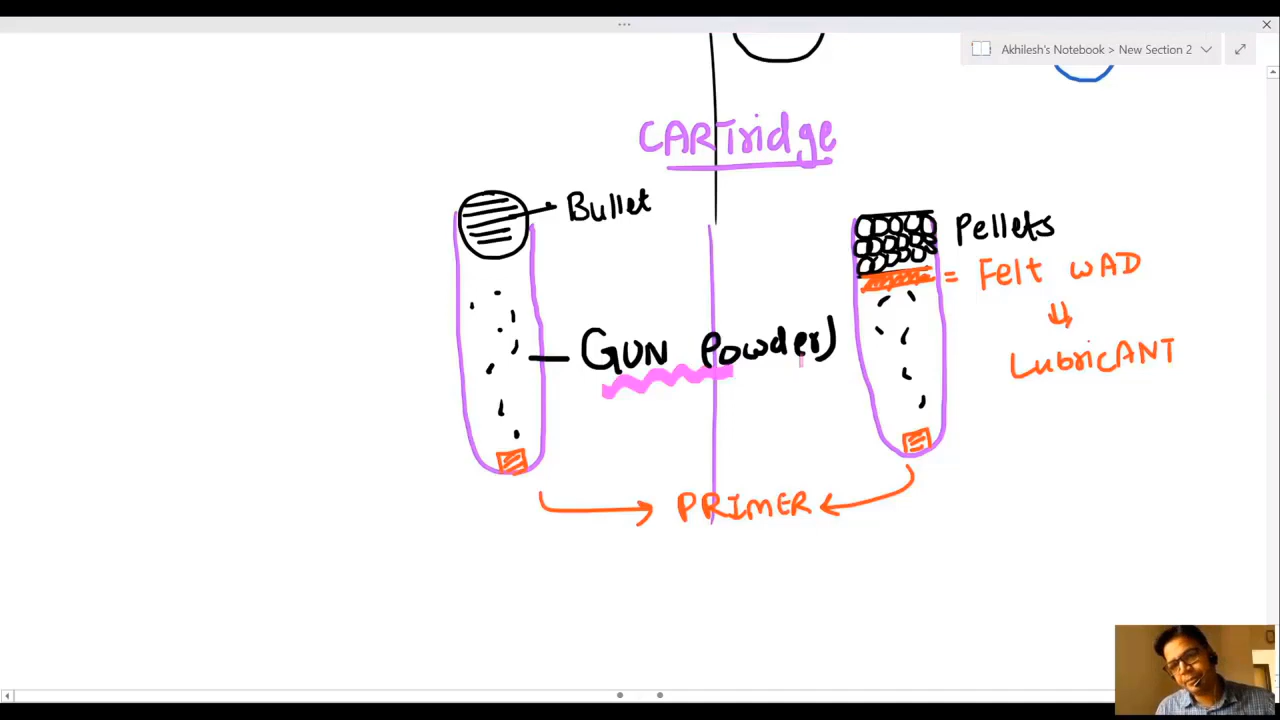 Akhilesh's Notebook > New Section 2
CARTridge
Bullet
Pellets
= Felt WAD
LubricANT
GUN Powder)
PRIMER